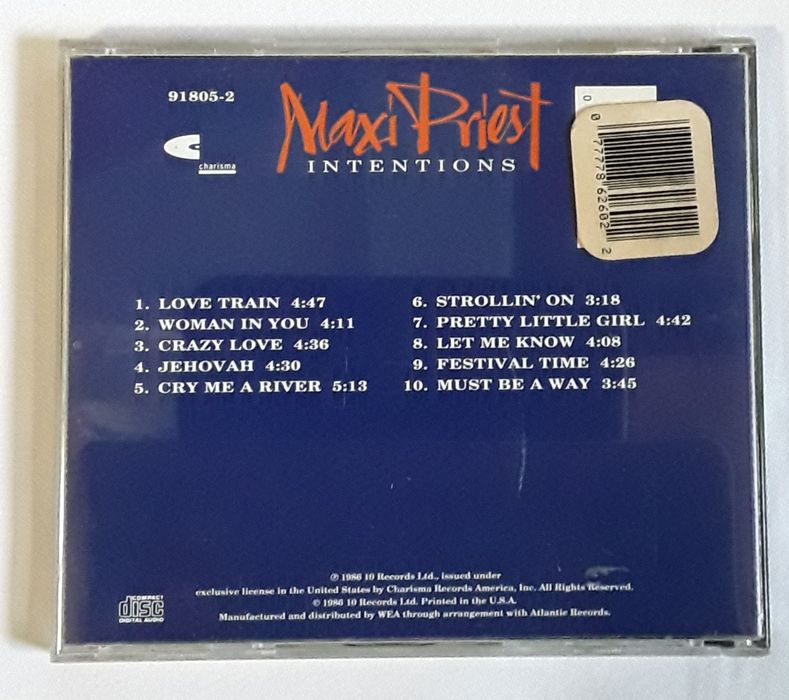 91805-2
Maxi Priest
INTENTIONS
charisma
0
0 77778 62602 2
1. LOVE TRAIN 4:47
2. WOMAN IN YOU 4:11
3. CRAZY LOVE 4:36
4. JEHOVAH 4:30
5. CRY ME A RIVER 5:13
6. STROLLIN' ON 3:18
7. PRETTY LITTLE GIRL 4:42
8. LET ME KNOW 4:08
9. FESTIVAL TIME 4:26
10. MUST BE A WAY 3:45
℗ 1986 10 Records Ltd., issued under
exclusive license in the United States by Charisma Records America, Inc. All Rights Reserved.
© 1986 10 Records Ltd. Printed in the U.S.A.
Manufactured and distributed by WEA through arrangement with Atlantic Records.
COMPACT
disc
DIGITAL AUDIO